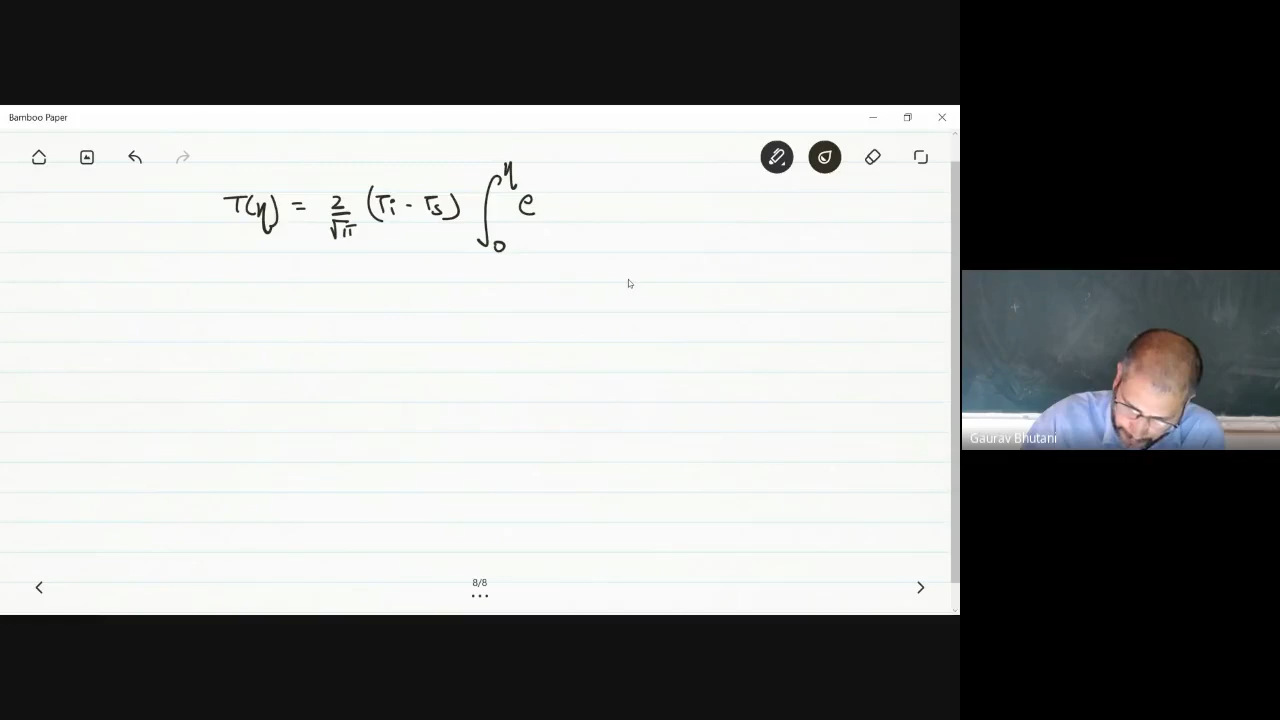 Bamboo Paper
T(η) = 2/√π (Ti - Ts) ∫₀^η e
Gaurav Bhutani
8/8